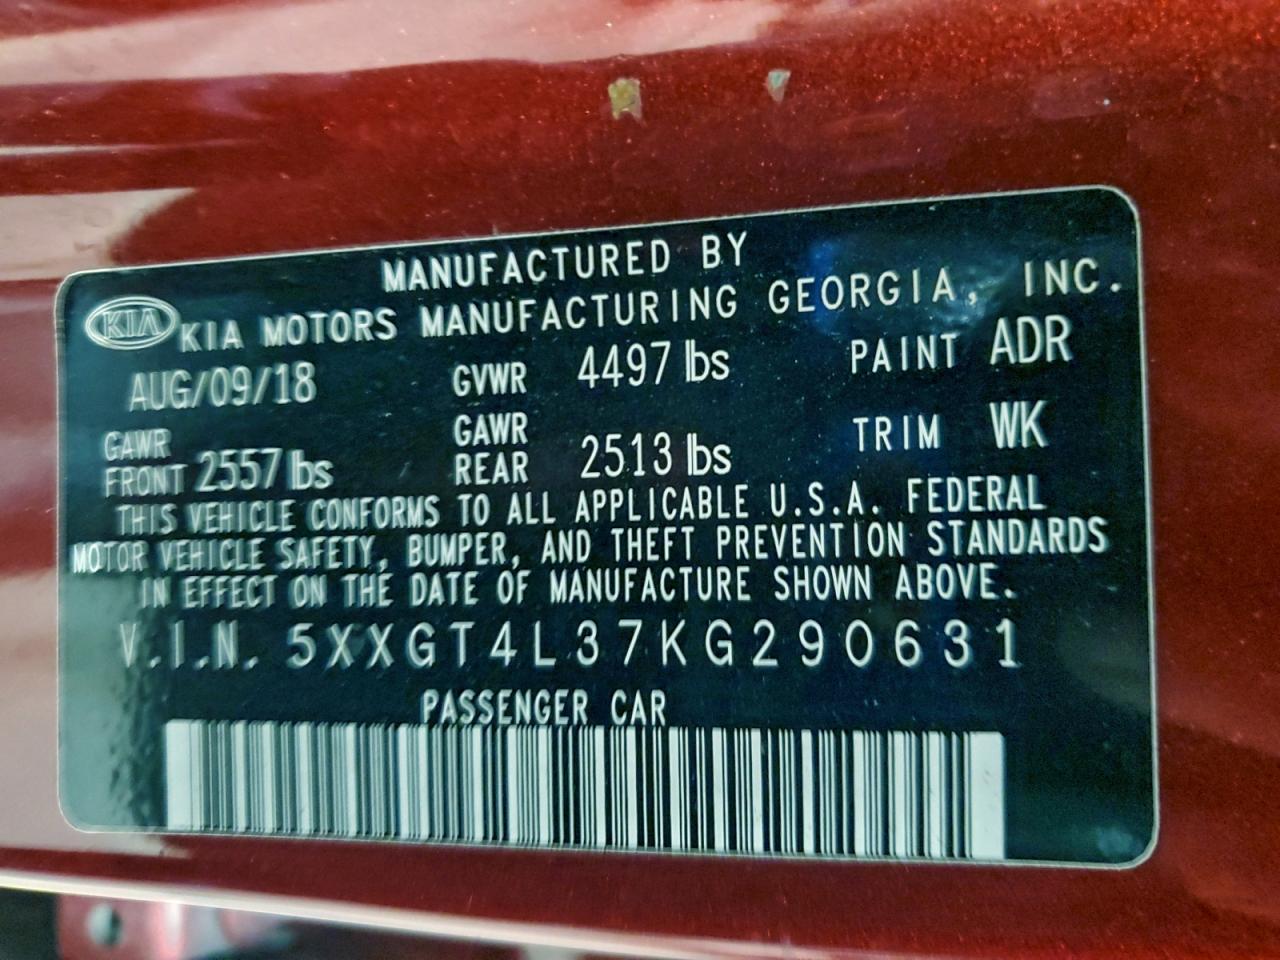 MANUFACTURED BY
KIA KIA MOTORS MANUFACTURING GEORGIA, INC.
AUG/09/18 GVWR 4497 lbs PAINT ADR
GAWR FRONT 2557 lbs GAWR REAR 2513 lbs TRIM WK
THIS VEHICLE CONFORMS TO ALL APPLICABLE U.S.A. FEDERAL
MOTOR VEHICLE SAFETY, BUMPER, AND THEFT PREVENTION STANDARDS
IN EFFECT ON THE DATE OF MANUFACTURE SHOWN ABOVE.
V.I.N. 5XXGT4L37KG290631
PASSENGER CAR